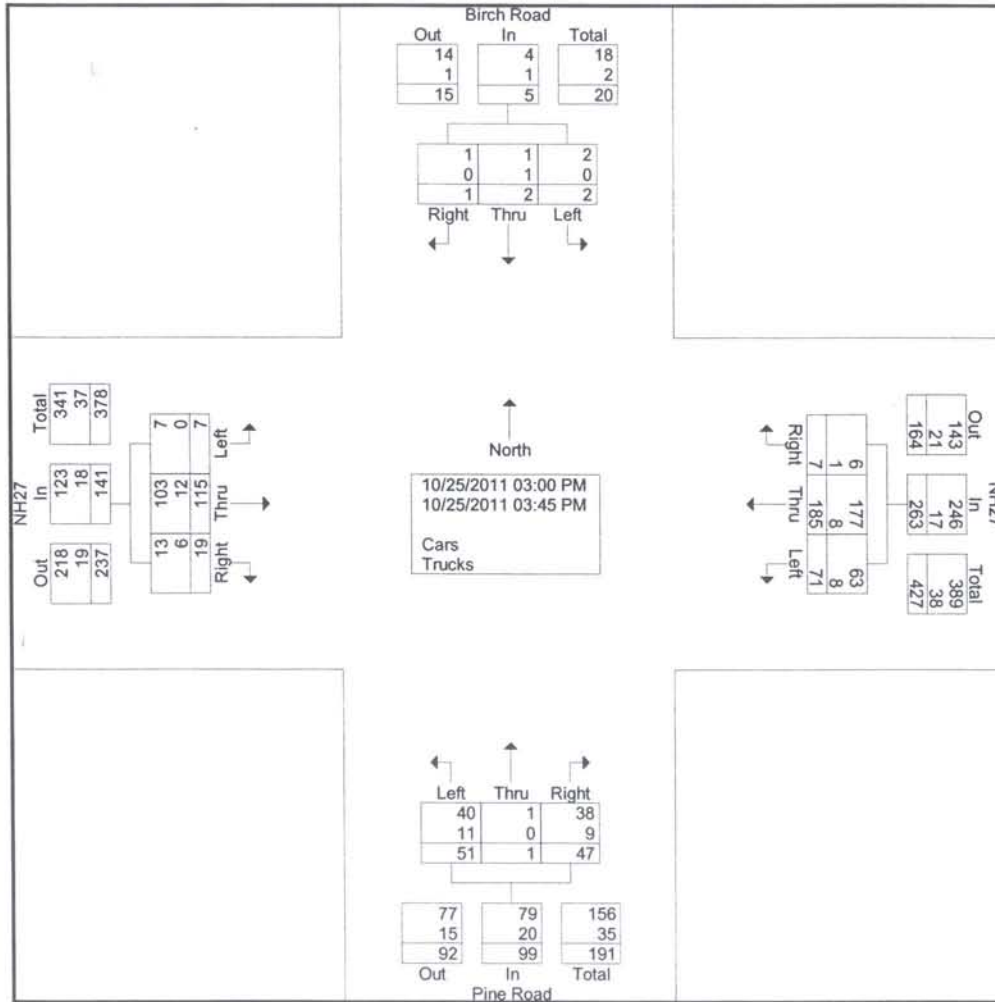 Birch Road
Out In Total
14 4 18
1 1 2
15 5 20
1 1 2
0 1 0
1 2 2
Right Thru Left
NH27
Total
341 37 378
In
123 18 141
Out
218 19 237
7 0 7
Left
103 12 115
Thru
13 6 19
Right
North
10/25/2011 03:00 PM
10/25/2011 03:45 PM
Cars
Trucks
Right
7 1 6
Thru
185 8 177
Left
71 8 63
NH27
Out
164 21 143
In
263 17 246
Total
427 38 389
Left Thru Right
40 1 38
11 0 9
51 1 47
77 79 156
15 20 35
92 99 191
Out In Total
Pine Road